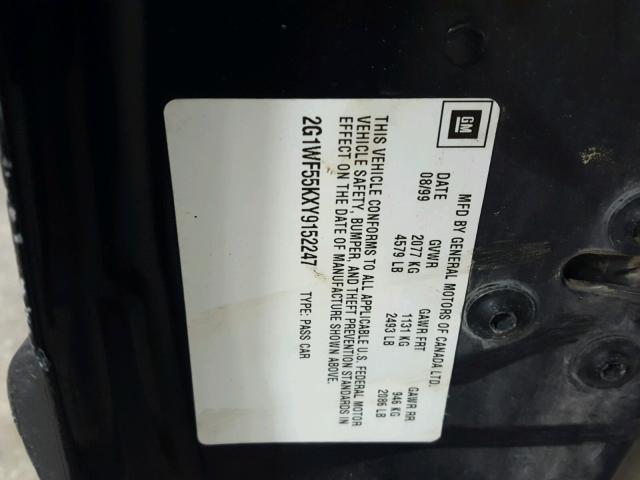 GM
MFD BY GENERAL MOTORS OF CANADA LTD.
DATE GVWR GAWR FRT GAWR RR
08/99 2077 KG 1131 KG 946 KG
4579 LB 2493 LB 2086 LB
THIS VEHICLE CONFORMS TO ALL APPLICABLE U.S. FEDERAL MOTOR
VEHICLE SAFETY, BUMPER, AND THEFT PREVENTION STANDARDS IN
EFFECT ON THE DATE OF MANUFACTURE SHOWN ABOVE.
2G1WF55KXY9152247 TYPE: PASS CAR